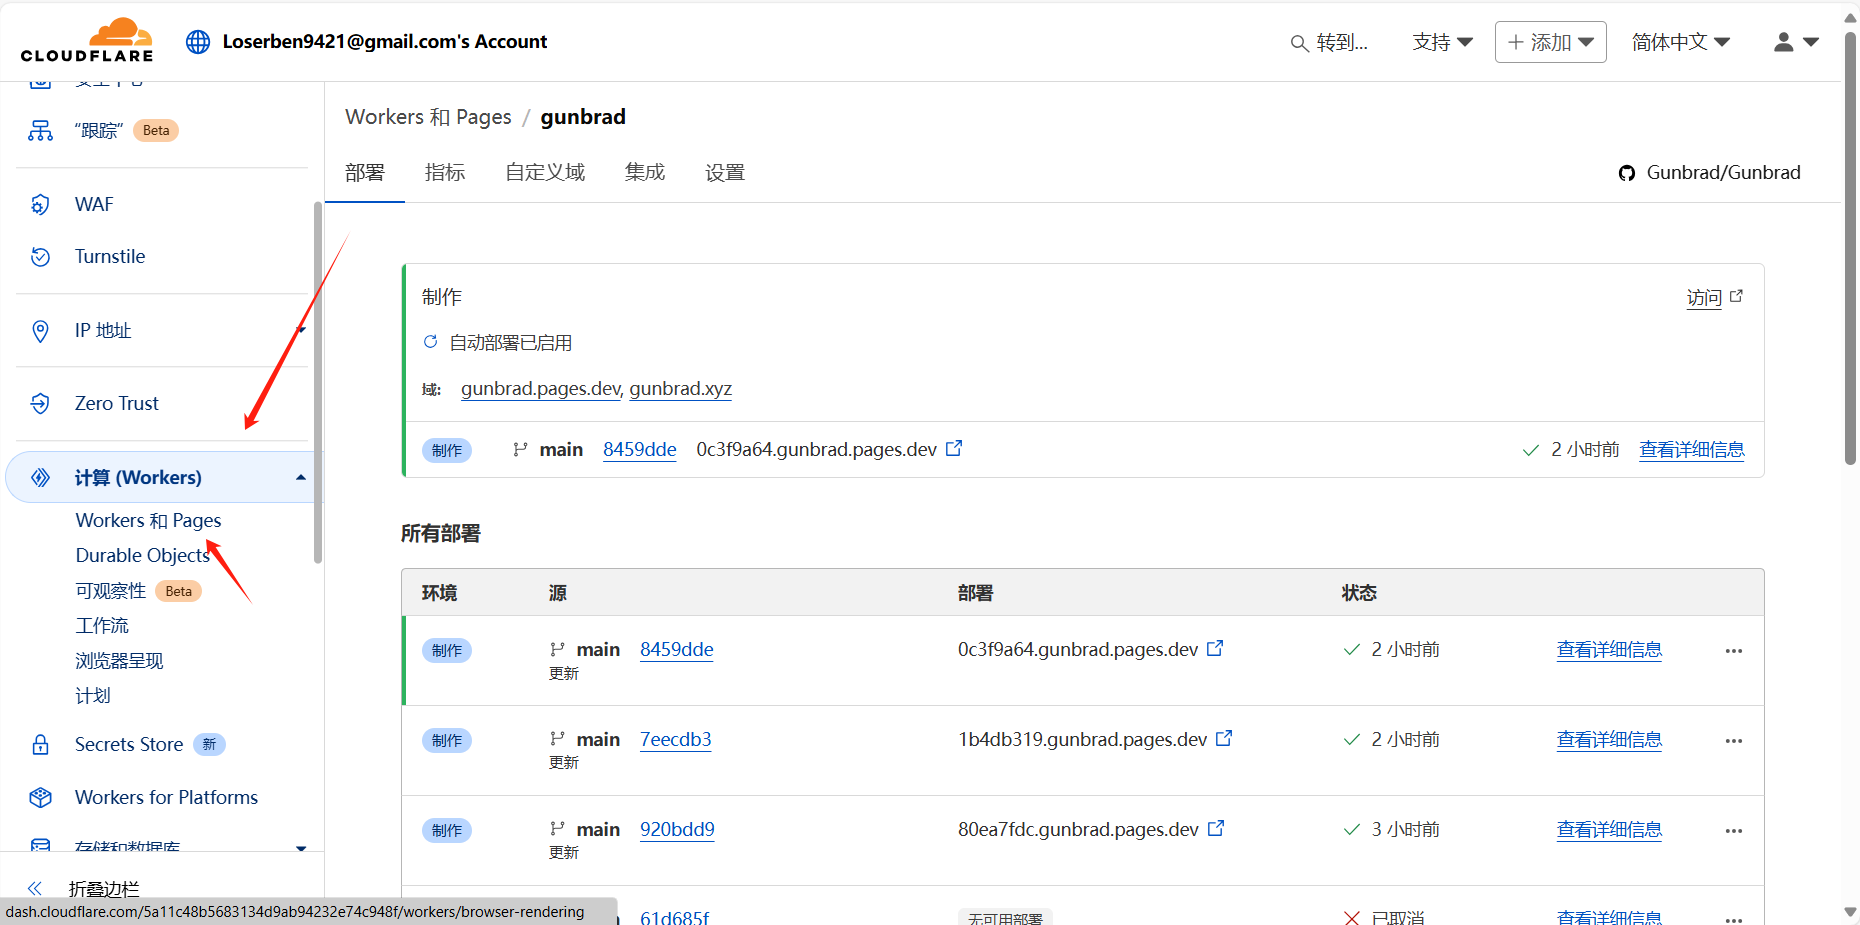 CLOUDFLARE
Loserben9421@gmail.com's Account
转到...
支持
添加
简体中文
安全中心
“跟踪” Beta
WAF
Turnstile
IP 地址
Zero Trust
计算 (Workers)
Workers 和 Pages
Durable Objects
可观察性 Beta
工作流
浏览器呈现
计划
Secrets Store 新
Workers for Platforms
存储和数据库
折叠边栏
dash.cloudflare.com/5a11c48b5683134d9ab94232e74c948f/workers/browser-rendering
Workers 和 Pages / gunbrad
部署 指标 自定义域 集成 设置
Gunbrad/Gunbrad
制作
访问
自动部署已启用
域: gunbrad.pages.dev, gunbrad.xyz
制作 main 8459dde 0c3f9a64.gunbrad.pages.dev 2 小时前 查看详细信息
所有部署
环境 源 部署 状态
制作 main 8459dde 0c3f9a64.gunbrad.pages.dev 2 小时前 查看详细信息 ...
更新
制作 main 7eecdb3 1b4db319.gunbrad.pages.dev 2 小时前 查看详细信息 ...
更新
制作 main 920bdd9 80ea7fdc.gunbrad.pages.dev 3 小时前 查看详细信息 ...
更新
61d685f 无可用部署 已取消 查看详细信息 ...